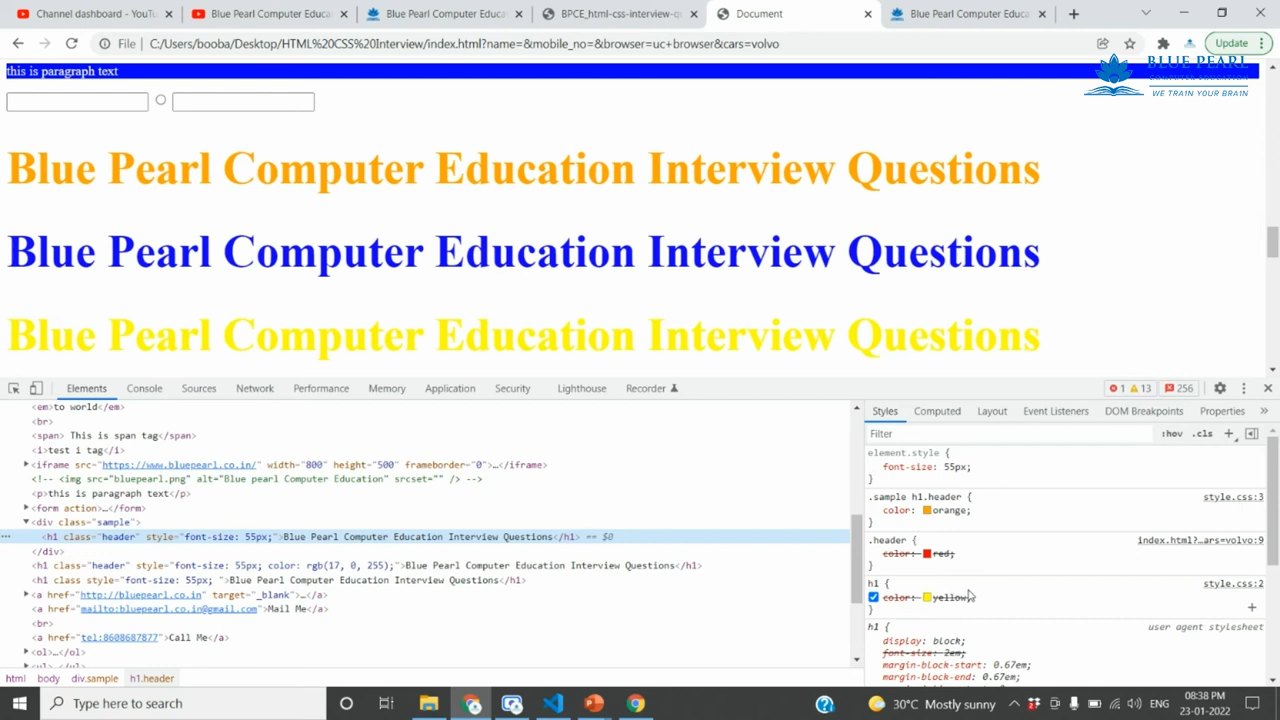 Channel dashboard - YouTu
Blue Pearl Computer Educa
Blue Pearl Computer Educati
BPCE_html-css-interview-qu
Document
Blue Pearl Computer Educa
File
C:/Users/booba/Desktop/HTML%20CSS%20Interview/index.html?name=&mobile_no=&browser=uc+browser&cars=volvo
Update
BLUE PEARL
COMPUTER EDUCATION
WE TRAIN YOUR BRAIN
this is paragraph text
Blue Pearl Computer Education Interview Questions
Blue Pearl Computer Education Interview Questions
Blue Pearl Computer Education Interview Questions
Elements Console Sources Network Performance Memory Application Security Lighthouse Recorder 1 13 256
<em>to world</em>
<br>
<span> This is span tag</span>
<i>test i tag</i>
<iframe src="https://www.bluepearl.co.in/" width="800" height="500" frameborder="0">…</iframe>
<!-- <img src="bluepearl.png" alt="Blue pearl Computer Education" srcset="" /> -->
<p>this is paragraph text</p>
<form action>…</form>
<div class="sample">
<h1 class="header" style="font-size: 55px;">Blue Pearl Computer Education Interview Questions</h1> == $0
</div>
<h1 class="header" style="font-size: 55px; color: rgb(17, 0, 255);">Blue Pearl Computer Education Interview Questions</h1>
<h1 class style="font-size: 55px; ">Blue Pearl Computer Education Interview Questions</h1>
<a href="http://bluepearl.co.in" target="_blank">…</a>
<a href="mailto:bluepearl.co.in@gmail.com">Mail Me</a>
<br>
<a href="tel:8608687877">Call Me</a>
<ol>…</ol>
<ul>…</ul>
html body div.sample h1.header
Styles Computed Layout Event Listeners DOM Breakpoints Properties
Filter :hov .cls
element.style {
font-size: 55px;
}
.sample h1.header { style.css:3
color: orange;
}
.header { index.html?…ars=volvo:9
color: red;
}
h1 { style.css:2
color: yellow;
}
h1 { user agent stylesheet
display: block;
font-size: 2em;
margin-block-start: 0.67em;
margin-block-end: 0.67em;
Type here to search
30°C Mostly sunny
ENG
08:38 PM
23-01-2022